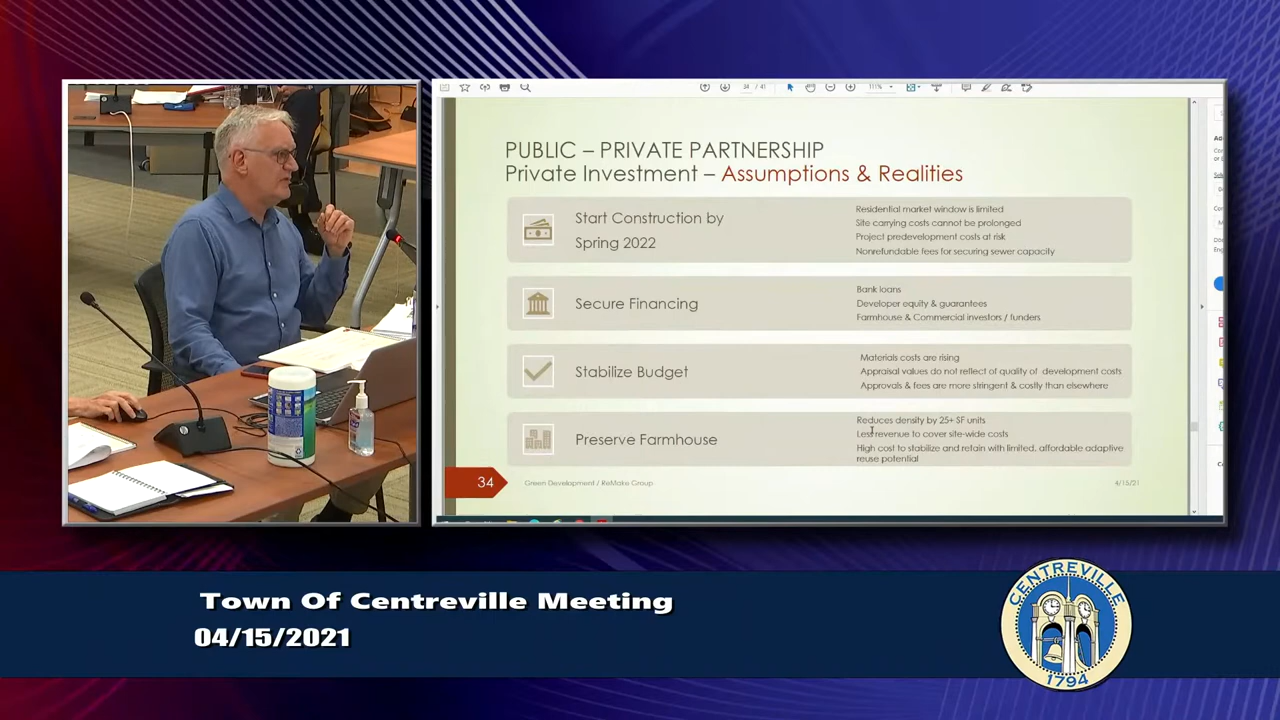 34 / 41
111%
PUBLIC – PRIVATE PARTNERSHIP
Private Investment – Assumptions & Realities
Start Construction by
Spring 2022
Residential market window is limited
Site carrying costs cannot be prolonged
Project predevelopment costs at risk
Nonrefundable fees for securing sewer capacity
Secure Financing
Bank loans
Developer equity & guarantees
Farmhouse & Commercial investors / funders
Stabilize Budget
Materials costs are rising
Appraisal values do not reflect of quality of development costs
Approvals & fees are more stringent & costly than elsewhere
Preserve Farmhouse
Reduces density by 25+ SF units
Less revenue to cover site-wide costs
High cost to stabilize and retain with limited, affordable adaptive
reuse potential
34
Green Development / ReMake Group
4/15/21
Town Of Centreville Meeting
04/15/2021
CENTREVILLE
1794